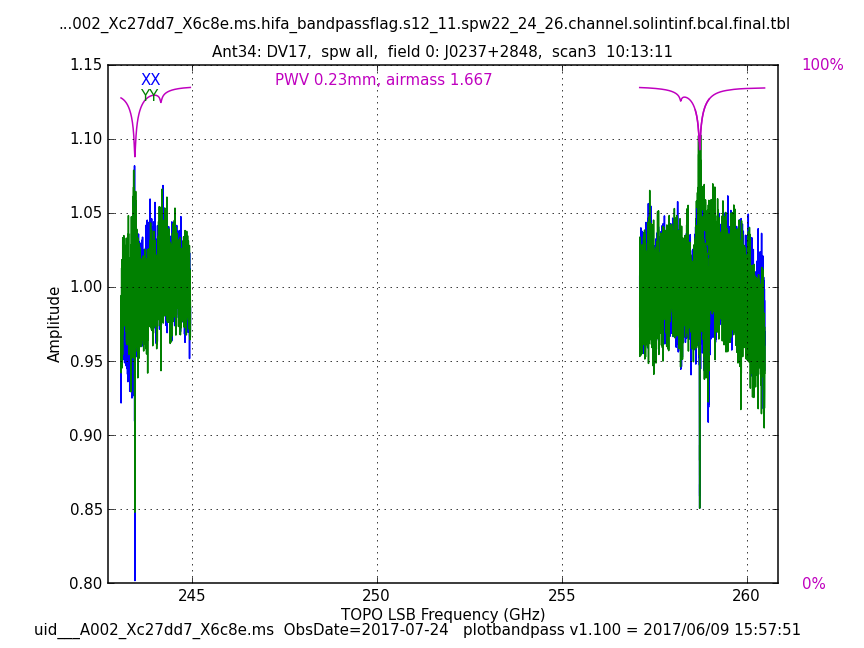 ...002_Xc27dd7_X6c8e.ms.hifa_bandpassflag.s12_11.spw22_24_26.channel.solintinf.bcal.final.tbl
Ant34: DV17,  spw all,  field 0: J0237+2848,  scan3  10:13:11
1.15
100%
XX
PWV 0.23mm, airmass 1.667
YY
1.10
1.05
1.00
Amplitude
0.95
0.90
0.85
0.80
0%
245 250 255 260
TOPO LSB Frequency (GHz)
uid___A002_Xc27dd7_X6c8e.ms  ObsDate=2017-07-24   plotbandpass v1.100 = 2017/06/09 15:57:51